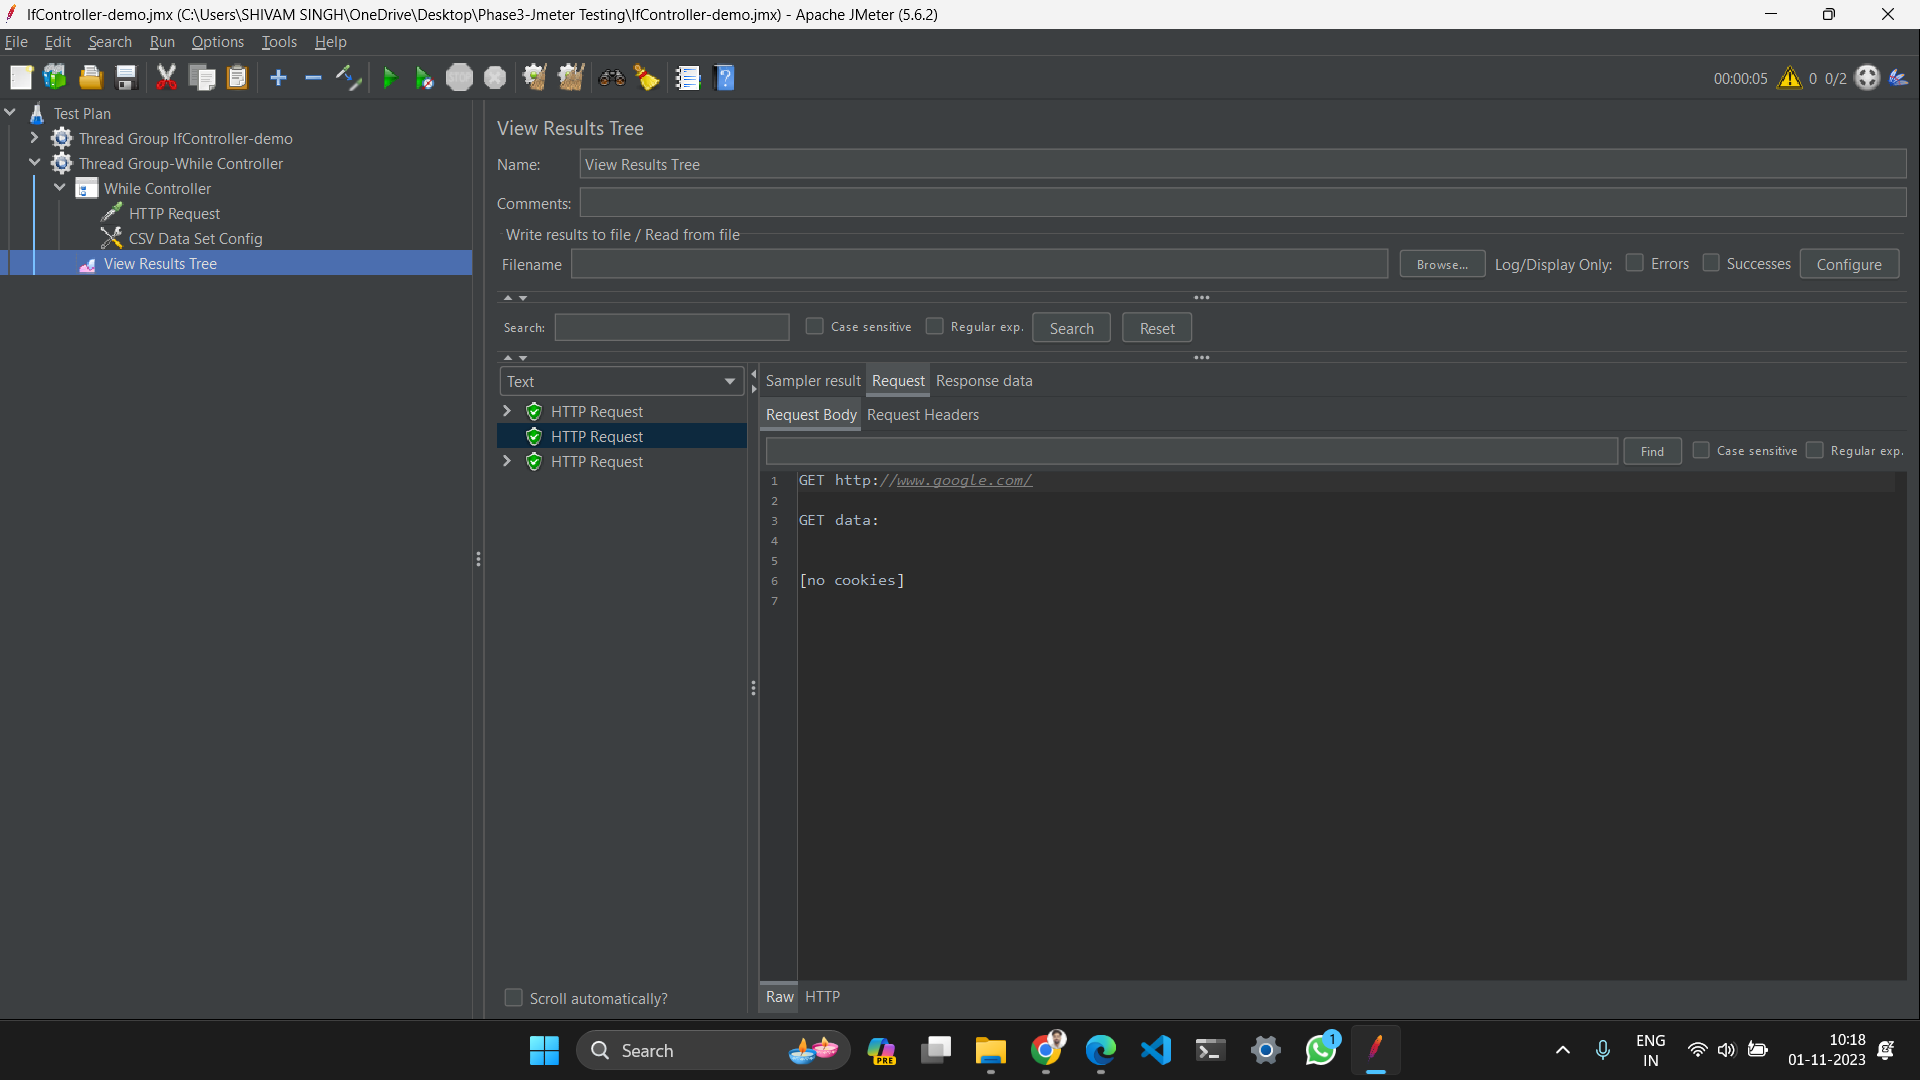 IfController-demo.jmx (C:\Users\SHIVAM SINGH\OneDrive\Desktop\Phase3-Jmeter Testing\IfController-demo.jmx) - Apache JMeter (5.6.2)
File Edit Search Run Options Tools Help
STOP
00:00:05 0 0/2
Test Plan
Thread Group IfController-demo
Thread Group-While Controller
While Controller
HTTP Request
CSV Data Set Config
View Results Tree
View Results Tree
Name: View Results Tree
Comments:
Write results to file / Read from file
Filename Browse... Log/Display Only: Errors Successes Configure
Search: Case sensitive Regular exp. Search Reset
Text
HTTP Request
HTTP Request
HTTP Request
Scroll automatically?
Sampler result Request Response data
Request Body Request Headers
Find Case sensitive Regular exp.
1 GET http://www.google.com/
2
3 GET data:
4
5
6 [no cookies]
7
Raw HTTP
Search
PRE
1
ENG
IN
10:18
01-11-2023